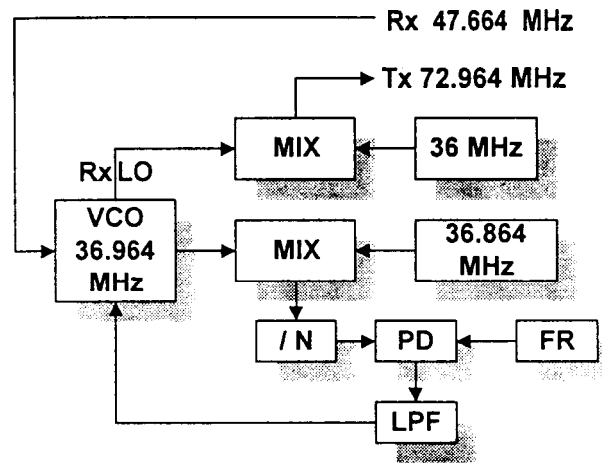 Rx 47.664 MHz
Tx 72.964 MHz
MIX
36 MHz
Rx LO
VCO
36.964
MHz
MIX
36.864
MHz
/ N
PD
FR
LPF